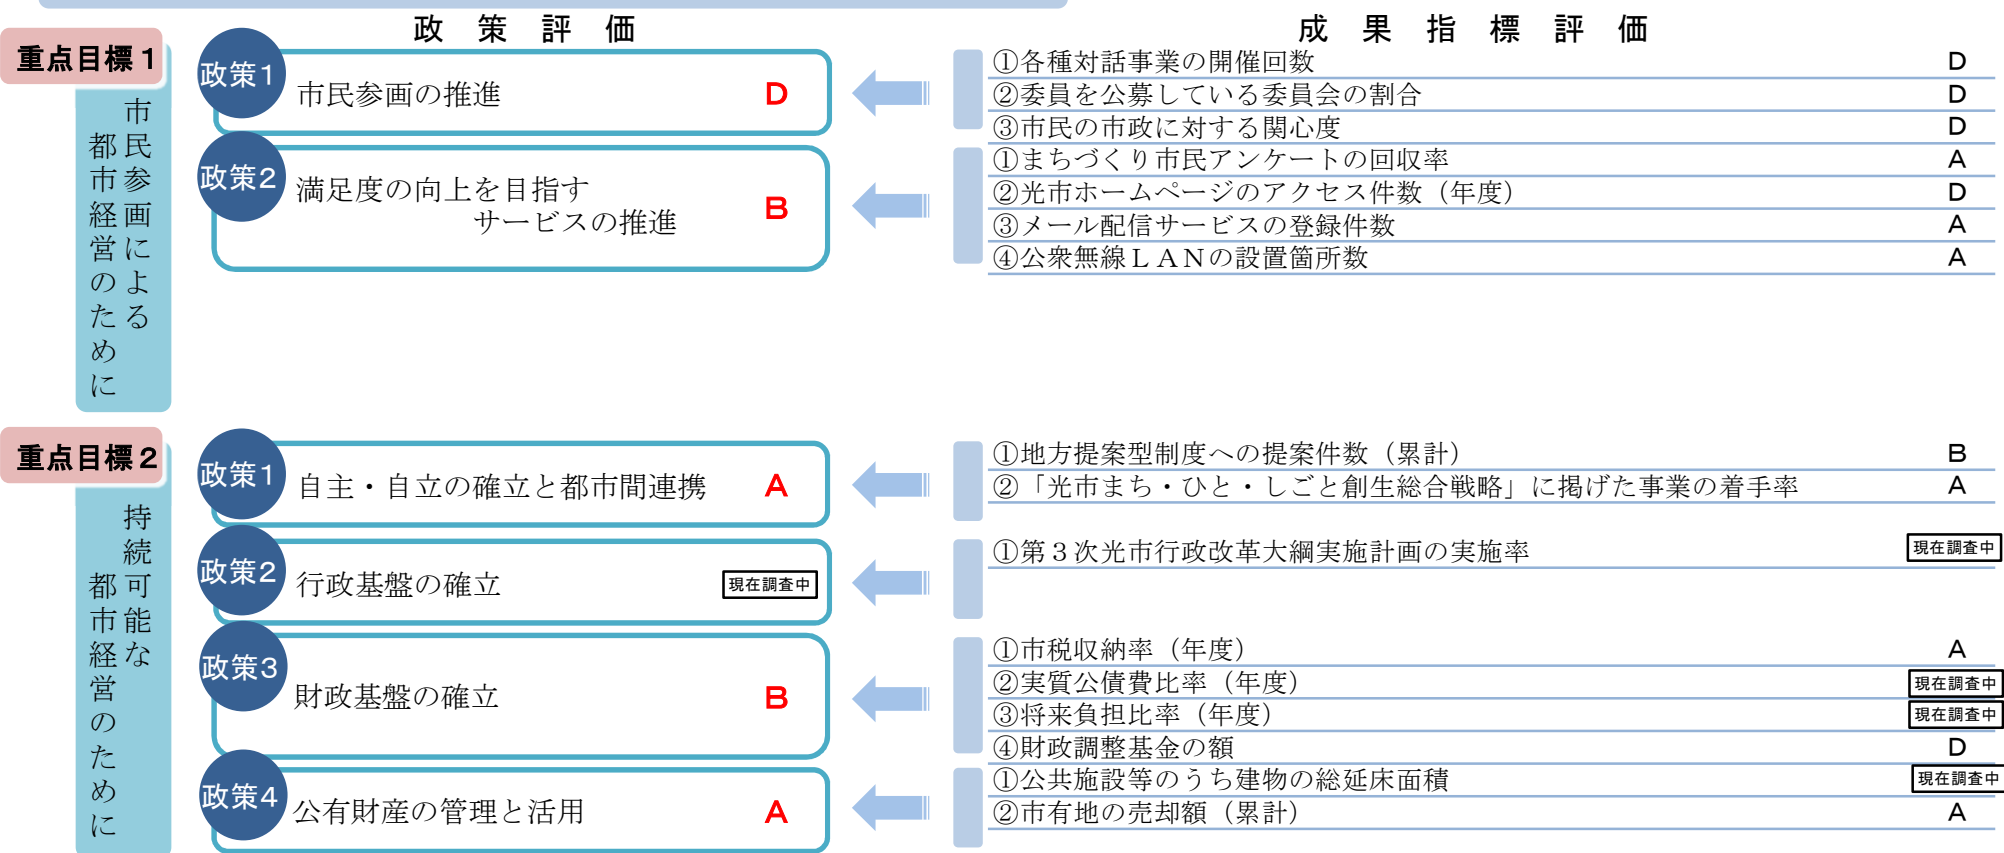 政策評価
成果指標評価
重点目標1
市民参画による
都市経営のために
政策1
市民参画の推進
D
①各種対話事業の開催回数 D
②委員を公募している委員会の割合 D
③市民の市政に対する関心度 D
政策2
満足度の向上を目指す
サービスの推進
B
①まちづくり市民アンケートの回収率 A
②光市ホームページのアクセス件数（年度） D
③メール配信サービスの登録件数 A
④公衆無線ＬＡＮの設置箇所数 A
重点目標2
持続可能な
都市経営のために
政策1
自主・自立の確立と都市間連携
A
①地方提案型制度への提案件数（累計） B
②「光市まち・ひと・しごと創生総合戦略」に掲げた事業の着手率 A
政策2
行政基盤の確立
現在調査中
①第３次光市行政改革大綱実施計画の実施率 現在調査中
政策3
財政基盤の確立
B
①市税収納率（年度） A
②実質公債費比率（年度） 現在調査中
③将来負担比率（年度） 現在調査中
④財政調整基金の額 D
政策4
公有財産の管理と活用
A
①公共施設等のうち建物の総延床面積 現在調査中
②市有地の売却額（累計） A